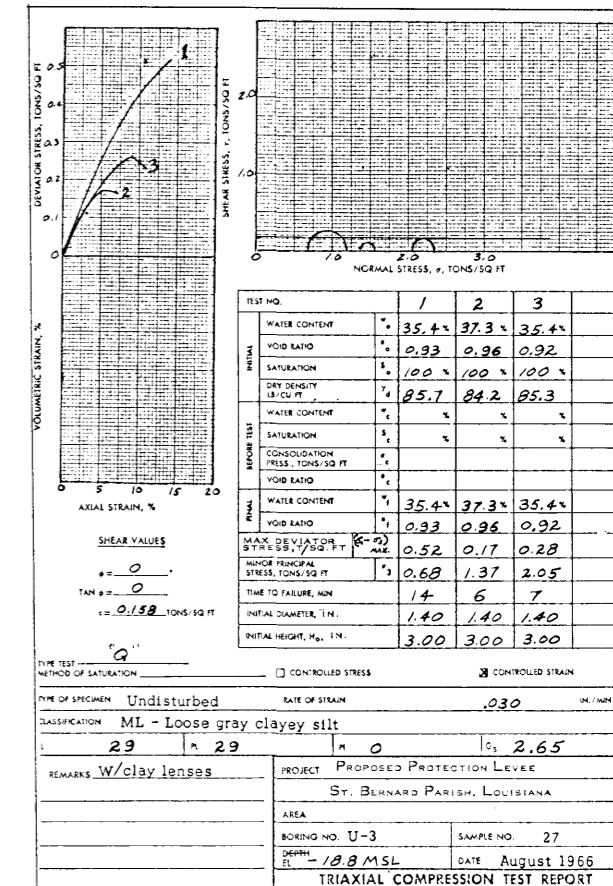 DEVIATOR STRESS, TONS/SQ FT
0.5
0.4
0.3
0.2
0.1
0
1
3
2
VOLUMETRIC STRAIN, %
0 5 10 15 20
AXIAL STRAIN, %
SHEAR STRESS, τ, TONS/SQ FT
2.0
1.0
0
0 1.0 2.0 3.0
NORMAL STRESS, σ, TONS/SQ FT
SHEAR VALUES
φ = 0 °
TAN φ = 0
c = 0.158 TONS/SQ FT
TEST NO. 1 2 3
INITIAL
WATER CONTENT w o 35.4 % 37.3 % 35.4 %
VOID RATIO e o 0.93 0.96 0.92
SATURATION S o 100 % 100 % 100 %
DRY DENSITY LB/CU FT γ d 85.7 84.2 85.3
BEFORE TEST
WATER CONTENT w c % % %
SATURATION S c % % %
CONSOLIDATION PRESS., TONS/SQ FT σ c
VOID RATIO e c
FINAL
WATER CONTENT w f 35.4 % 37.3 % 35.4 %
VOID RATIO e f 0.93 0.96 0.92
MAX DEVIATOR STRESS, T/SQ. FT (σ1 - σ3) MAX. 0.52 0.17 0.28
MINOR PRINCIPAL STRESS, TONS/SQ FT σ 3 0.68 1.37 2.05
TIME TO FAILURE, MIN 14 6 7
INITIAL DIAMETER, IN. 1.40 1.40 1.40
INITIAL HEIGHT, Ho, IN. 3.00 3.00 3.00
TYPE TEST "Q"
METHOD OF SATURATION
☐ CONTROLLED STRESS ☒ CONTROLLED STRAIN
TYPE OF SPECIMEN Undisturbed RATE OF STRAIN .030 IN./MIN
CLASSIFICATION ML - Loose gray clayey silt
L 29 PL 29 PI 0 Gs 2.65
REMARKS W/clay lenses
PROJECT PROPOSED PROTECTION LEVEE
ST. BERNARD PARISH, LOUISIANA
AREA
BORING NO. U-3 SAMPLE NO. 27
DEPTH EL - 18.8 MSL DATE August 1966
TRIAXIAL COMPRESSION TEST REPORT